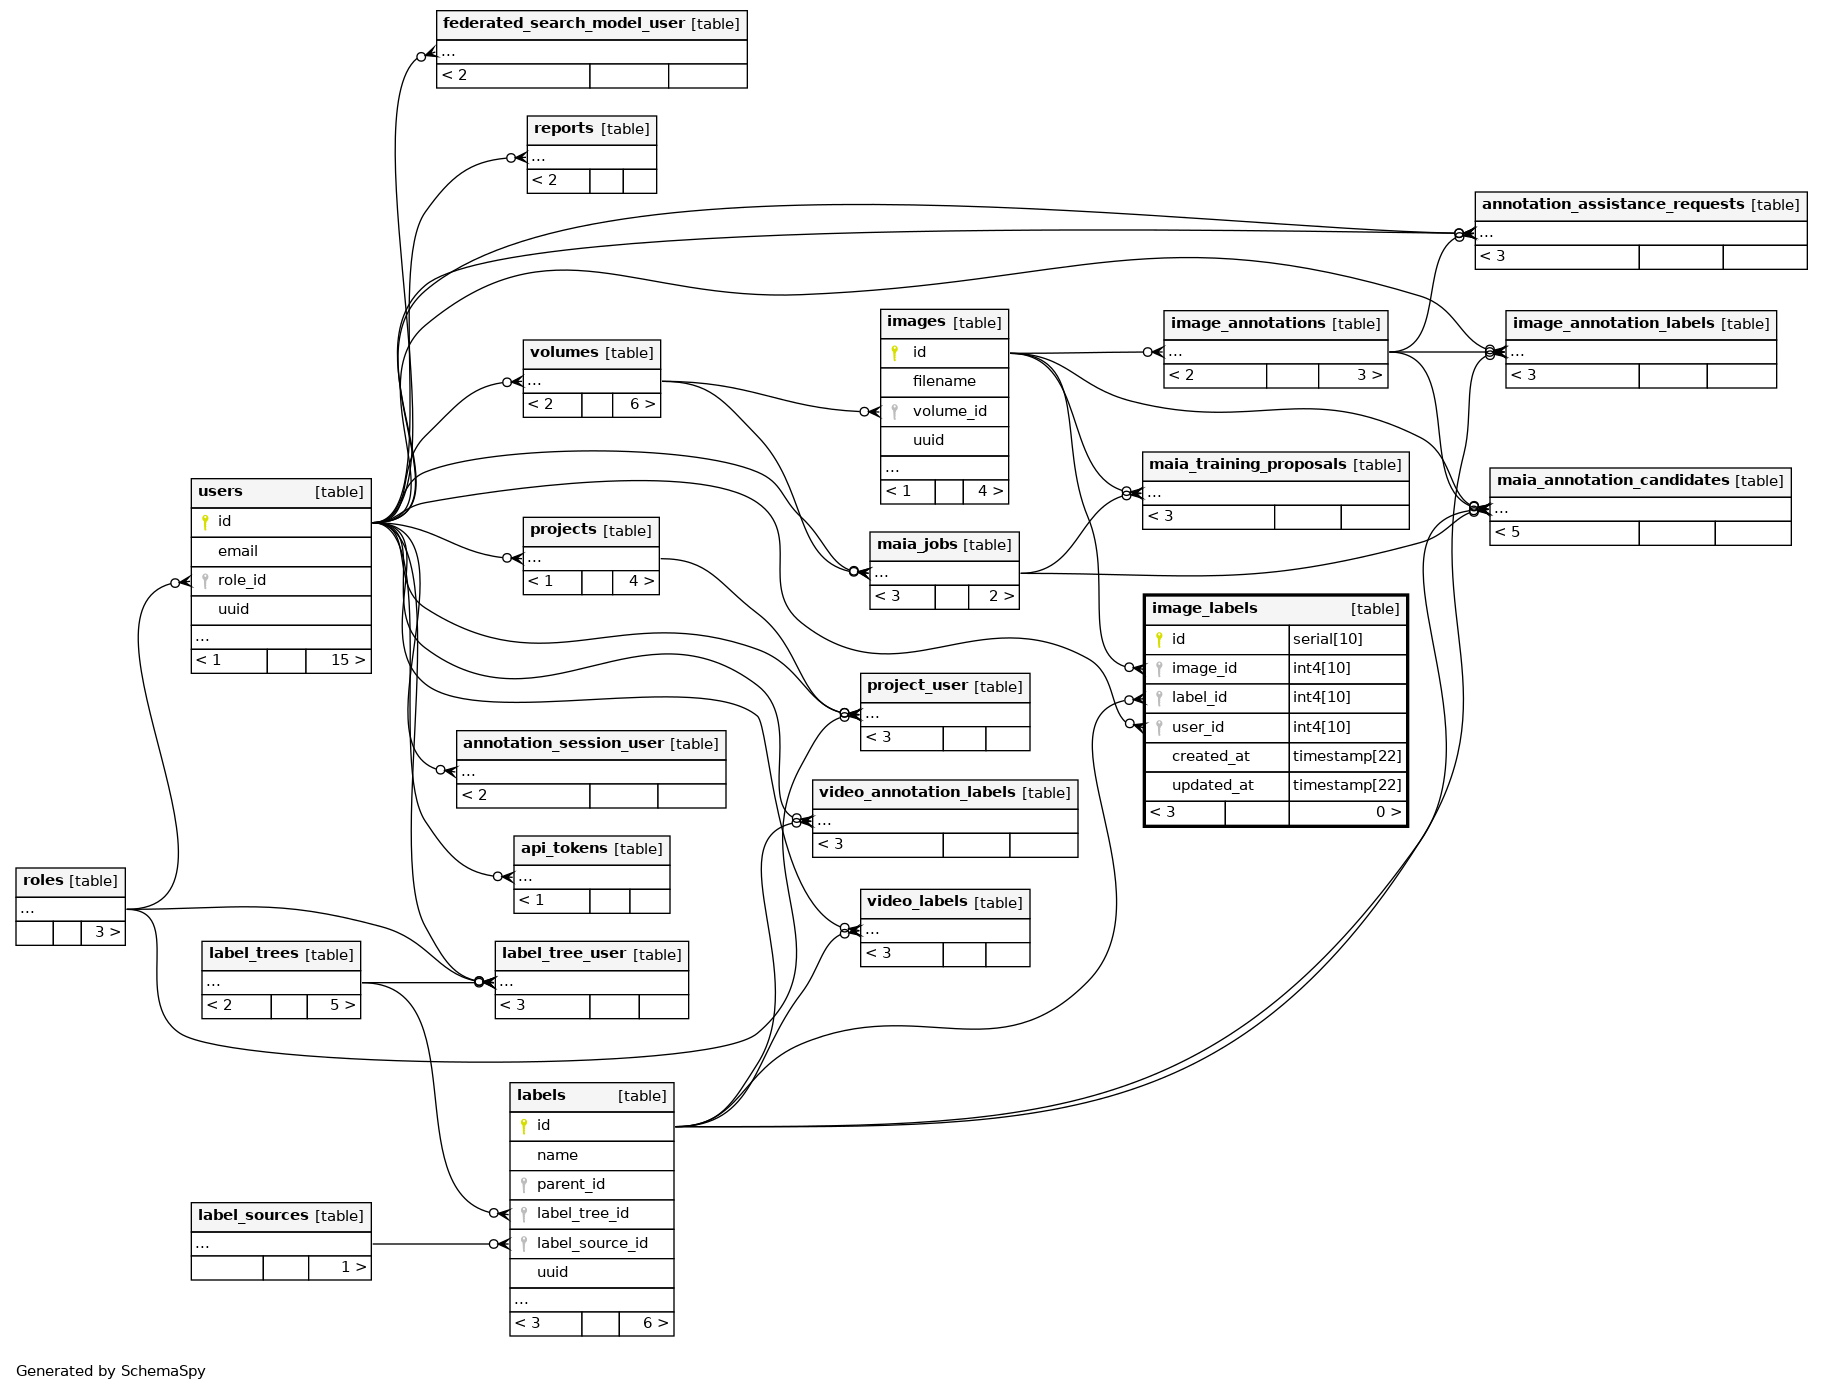 federated_search_model_user [table]
...
< 2
reports [table]
...
< 2
annotation_assistance_requests [table]
...
< 3
images [table]
id
filename
volume_id
uuid
...
< 1 4 >
image_annotations [table]
...
< 2 3 >
image_annotation_labels [table]
...
< 3
volumes [table]
...
< 2 6 >
maia_training_proposals [table]
...
< 3
maia_annotation_candidates [table]
...
< 5
users [table]
id
email
role_id
uuid
...
< 1 15 >
projects [table]
...
< 1 4 >
maia_jobs [table]
...
< 3 2 >
image_labels [table]
id serial[10]
image_id int4[10]
label_id int4[10]
user_id int4[10]
created_at timestamp[22]
updated_at timestamp[22]
< 3 0 >
project_user [table]
...
< 3
annotation_session_user [table]
...
< 2
video_annotation_labels [table]
...
< 3
api_tokens [table]
...
< 1
roles [table]
...
3 >
video_labels [table]
...
< 3
label_trees [table]
...
< 2 5 >
label_tree_user [table]
...
< 3
labels [table]
id
name
parent_id
label_tree_id
label_source_id
uuid
...
< 3 6 >
label_sources [table]
...
1 >
Generated by SchemaSpy